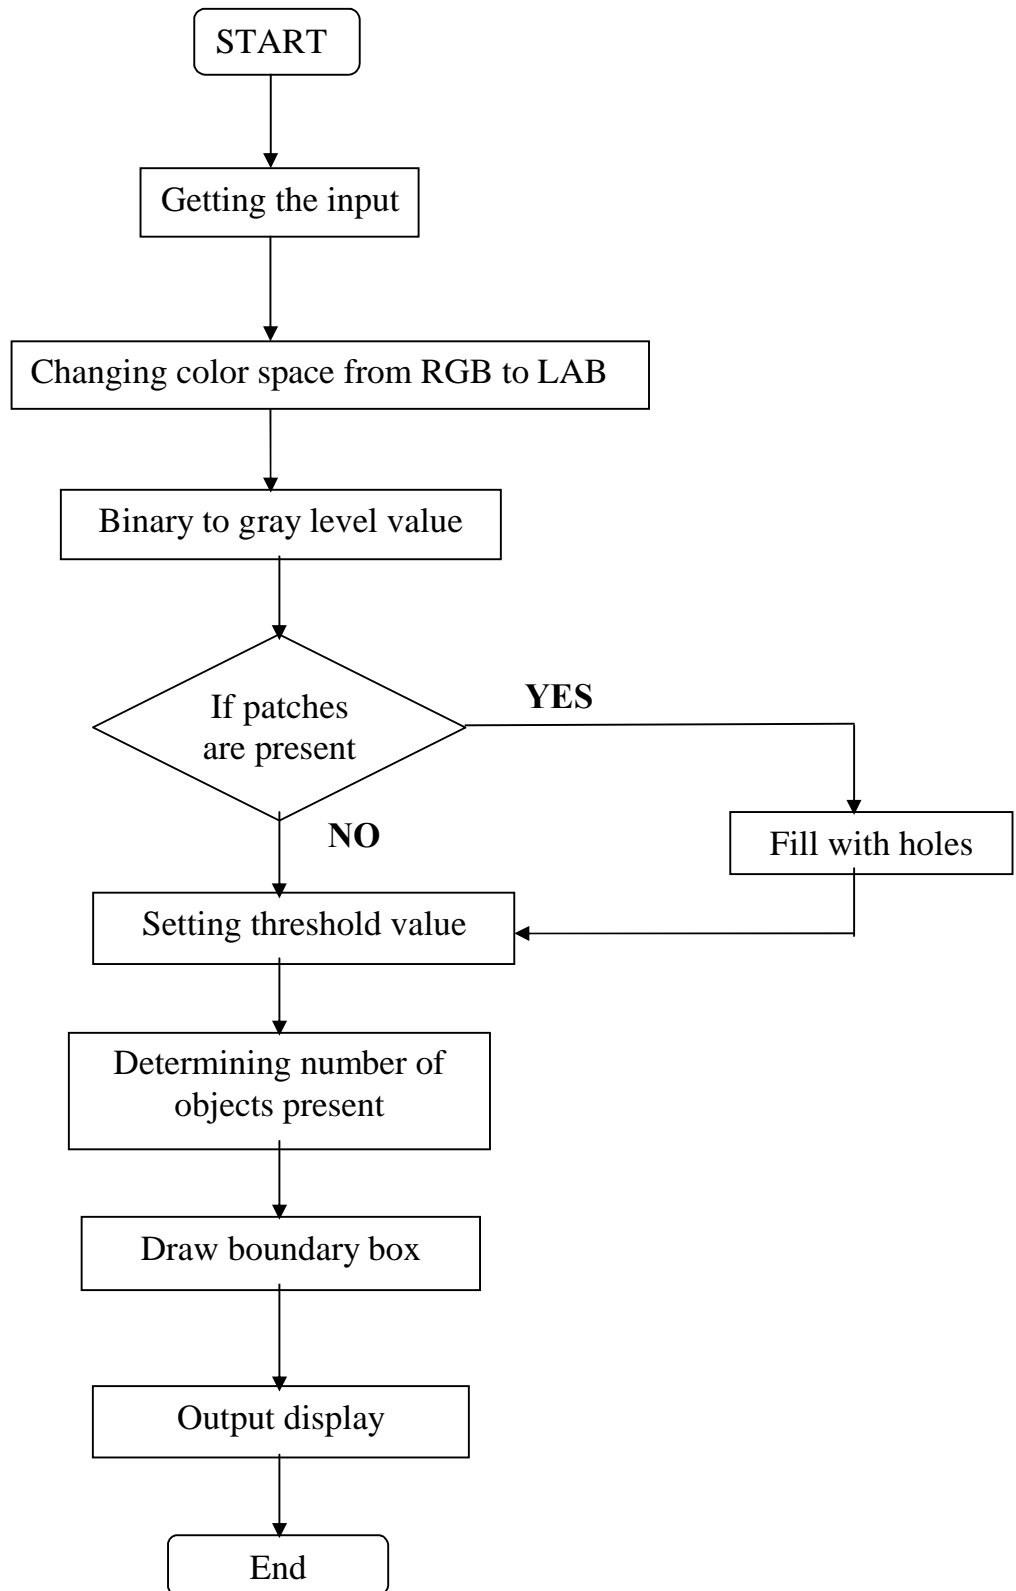 START
Getting the input
Changing color space from RGB to LAB
Binary to gray level value
If patches
are present
YES
NO
Fill with holes
Setting threshold value
Determining number of
objects present
Draw boundary box
Output display
End